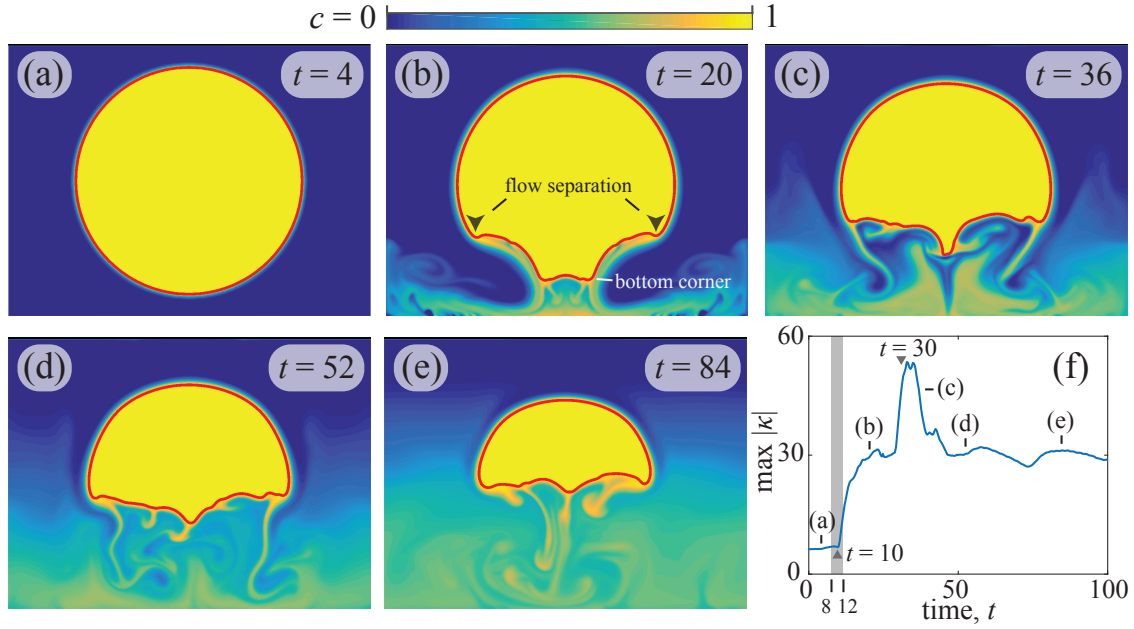 c = 0
1
(a)
t = 4
(b)
t = 20
flow separation
bottom corner
(c)
t = 36
(d)
t = 52
(e)
t = 84
(f)
60
30
0
max |κ|
t = 30
(c)
(b)
(d)
(e)
(a)
t = 10
0
8
12
50
100
time, t